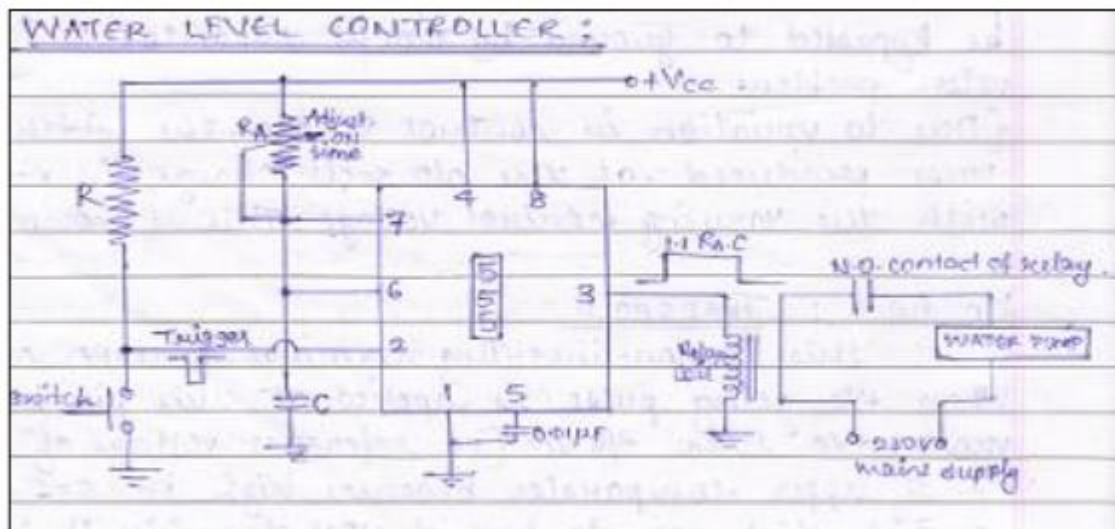 WATER LEVEL CONTROLLER :
+VCC
RA
Adjust
ON
time
R
4
8
7
1.1 RA.C
N.O. contact of relay.
6
555
3
Trigger
2
Relay
coil
WATER PUMP
switch
C
1
5
0.01μF
230V
mains supply